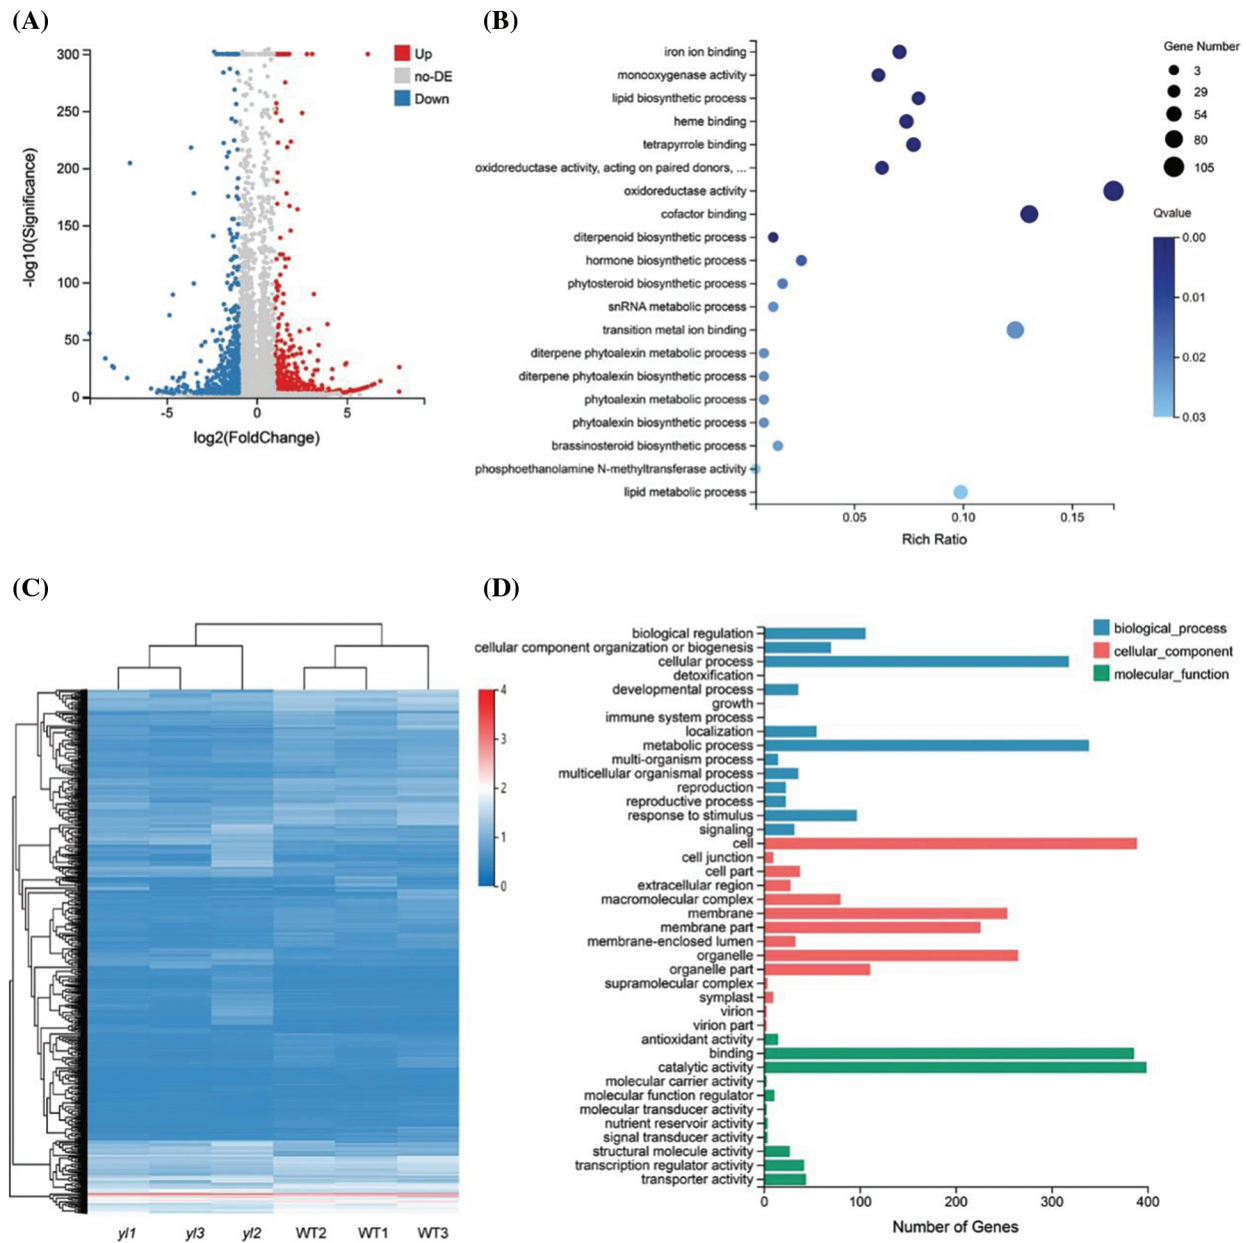 (A)
300
250
200
150
100
50
0
-log10(Significance)
-5
0
5
log2(FoldChange)
Up
no-DE
Down
(B)
iron ion binding
monooxygenase activity
lipid biosynthetic process
heme binding
tetrapyrrole binding
oxidoreductase activity, acting on paired donors, ...
oxidoreductase activity
cofactor binding
diterpenoid biosynthetic process
hormone biosynthetic process
phytosteroid biosynthetic process
snRNA metabolic process
transition metal ion binding
diterpene phytoalexin metabolic process
diterpene phytoalexin biosynthetic process
phytoalexin metabolic process
phytoalexin biosynthetic process
brassinosteroid biosynthetic process
phosphoethanolamine N-methyltransferase activity
lipid metabolic process
0.05
0.10
0.15
Rich Ratio
Gene Number
3
29
54
80
105
Qvalue
0.00
0.01
0.02
0.03
(C)
4
3
2
1
0
yl1
yl3
yl2
WT2
WT1
WT3
(D)
biological regulation
cellular component organization or biogenesis
cellular process
detoxification
developmental process
growth
immune system process
localization
metabolic process
multi-organism process
multicellular organismal process
reproduction
reproductive process
response to stimulus
signaling
cell
cell junction
cell part
extracellular region
macromolecular complex
membrane
membrane part
membrane-enclosed lumen
organelle
organelle part
supramolecular complex
symplast
virion
virion part
antioxidant activity
binding
catalytic activity
molecular carrier activity
molecular function regulator
molecular transducer activity
nutrient reservoir activity
signal transducer activity
structural molecule activity
transcription regulator activity
transporter activity
0
100
200
300
400
Number of Genes
biological_process
cellular_component
molecular_function